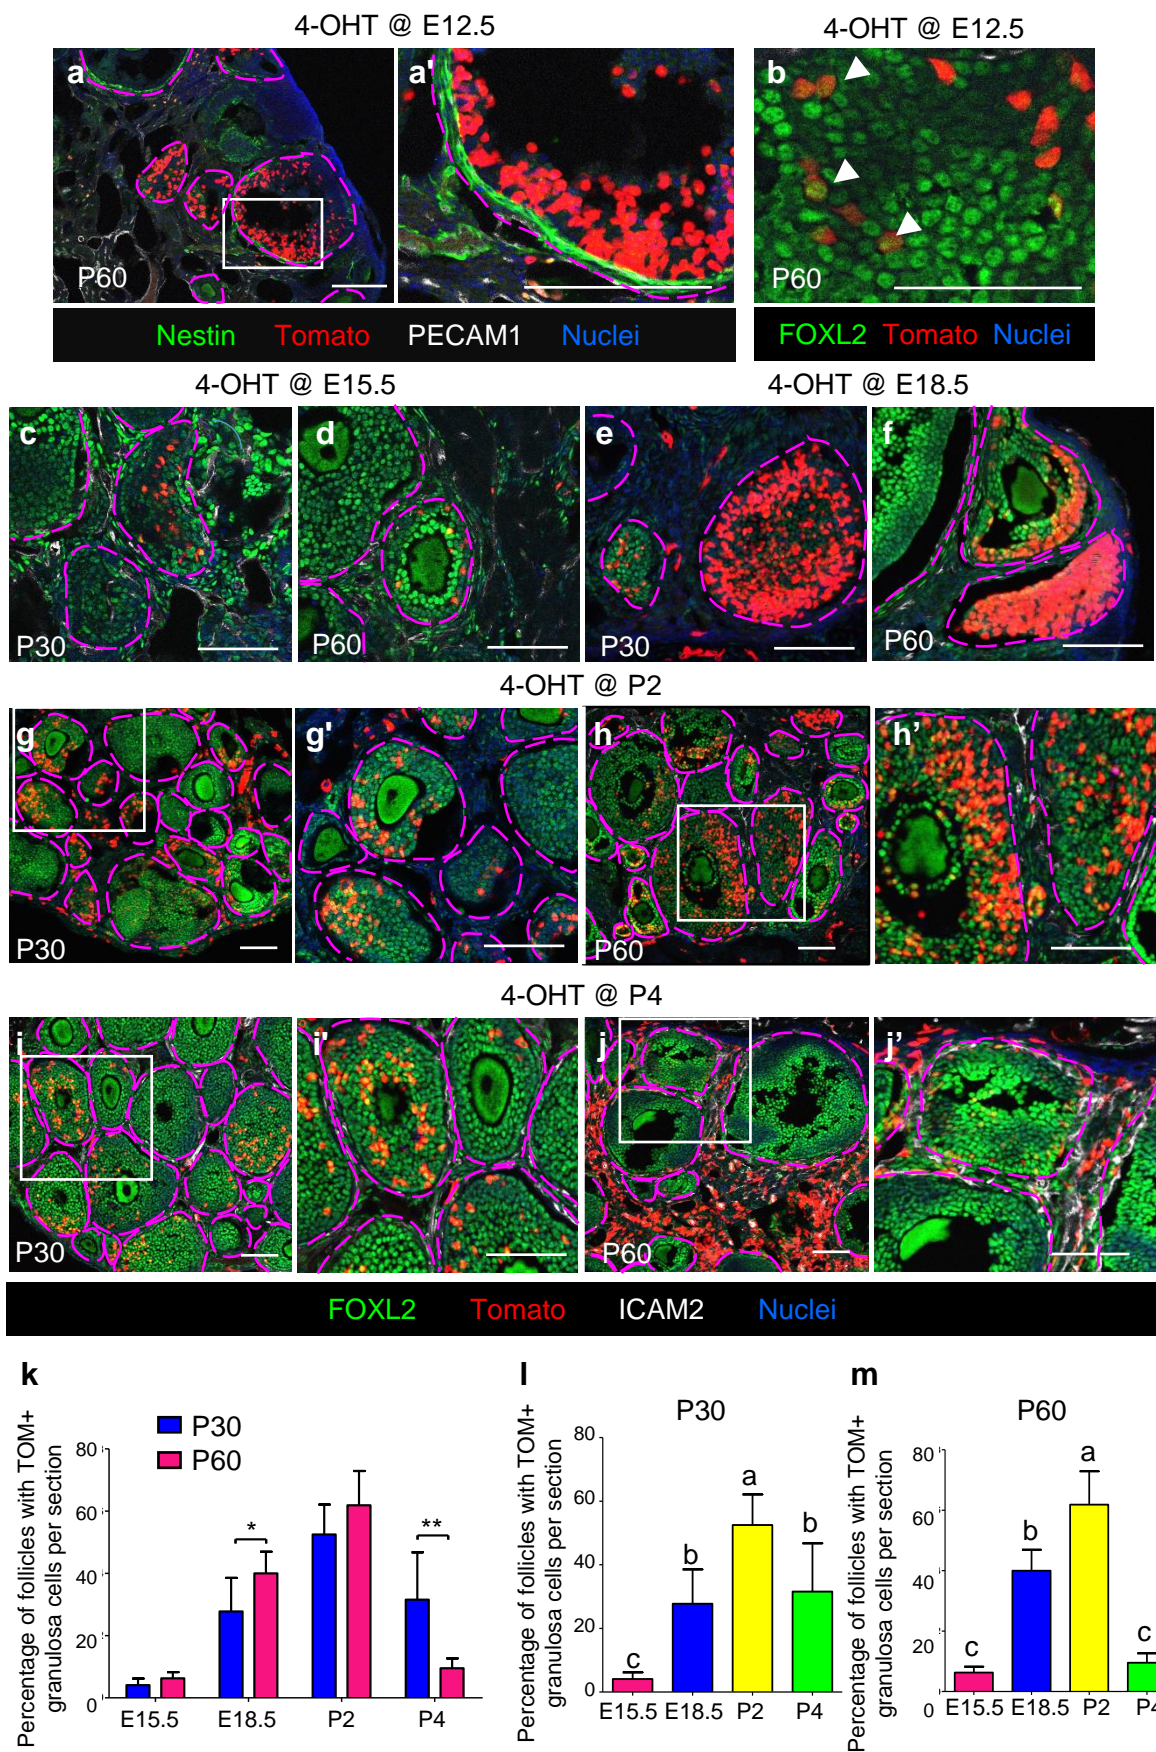 4-OHT @ E12.5 4-OHT @ E12.5
a a' b
P60 P60
Nestin Tomato PECAM1 Nuclei FOXL2 Tomato Nuclei
4-OHT @ E15.5 4-OHT @ E18.5
c d e f
P30 P60 P30 P60
4-OHT @ P2
g g' h h’
P30 P60
4-OHT @ P4
i i' j j’
P30 P60
FOXL2 Tomato ICAM2 Nuclei
k
Percentage of follicles with TOM+
granulosa cells per section
P30
P60
80
60
40
20
0
* **
E15.5 E18.5 P2 P4
l
P30
Percentage of follicles with TOM+
granulosa cells per section
80
60
40
20
0
c b a b
E15.5 E18.5 P2 P4
m
P60
Percentage of follicles with TOM+
granulosa cells per section
80
60
40
20
0
c b a c
E15.5 E18.5 P2 P4